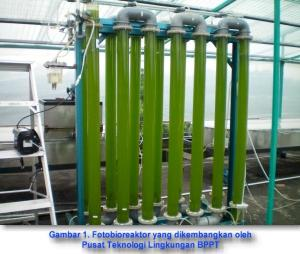 Gambar 1. Fotobioreaktor yang dikembangkan oleh
Pusat Teknologi Lingkungan BPPT